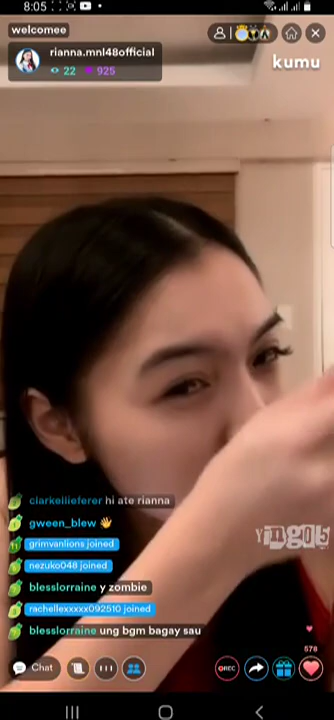 8:05
welcomee
rianna.mnl48official
22 925
kumu
clarkellieferer hi ate rianna
gween_blew 👋
grimvanlions joined
nezuko048 joined
blesslorraine y zombie
rachellexxxxx092510 joined
blesslorraine ung bgm bagay sau
578
Chat
REC